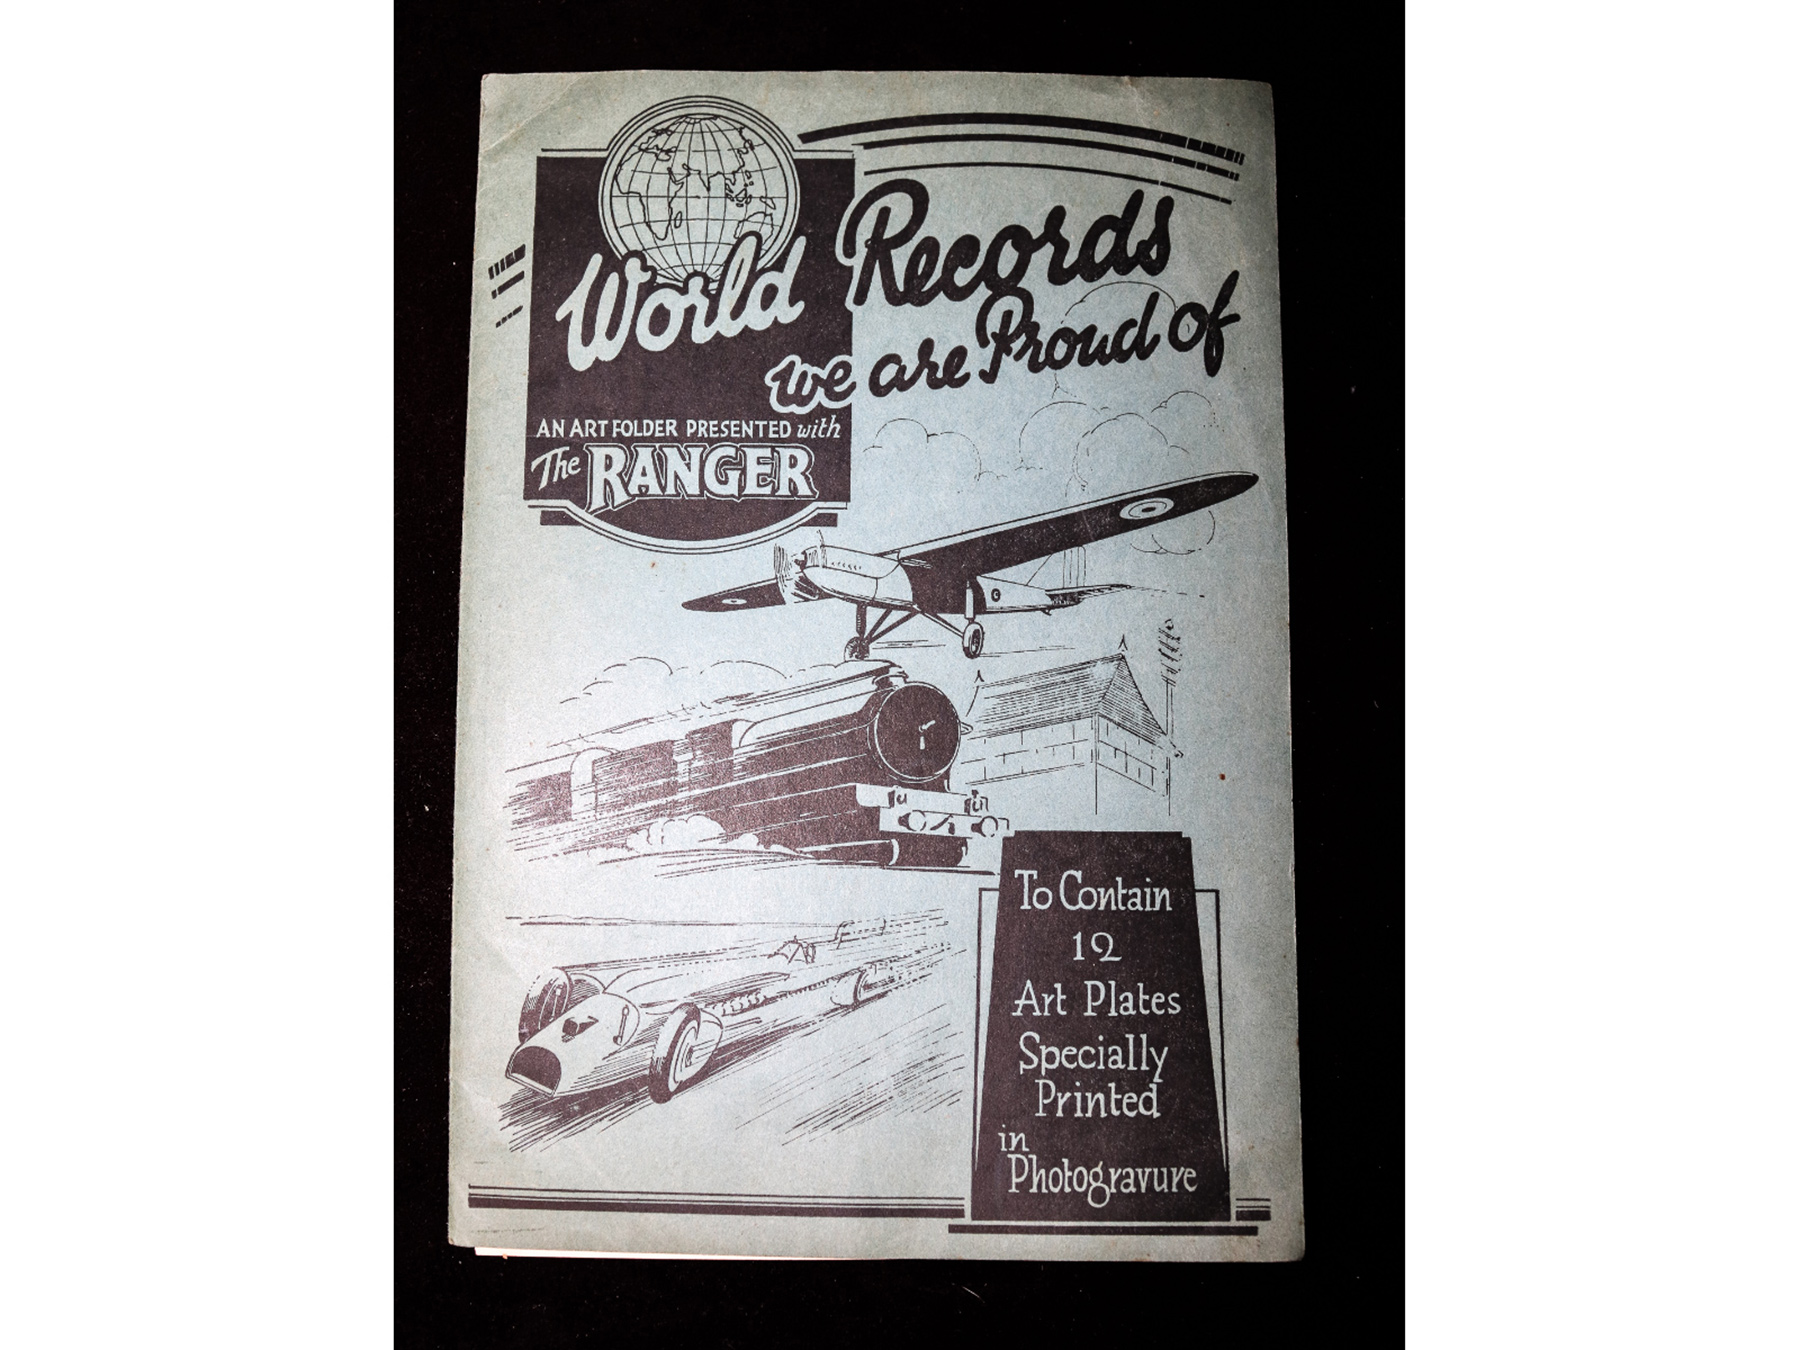 World Records
we are Proud of
AN ART FOLDER PRESENTED with
The RANGER
To Contain
12
Art Plates
Specially
Printed
in
Photogravure